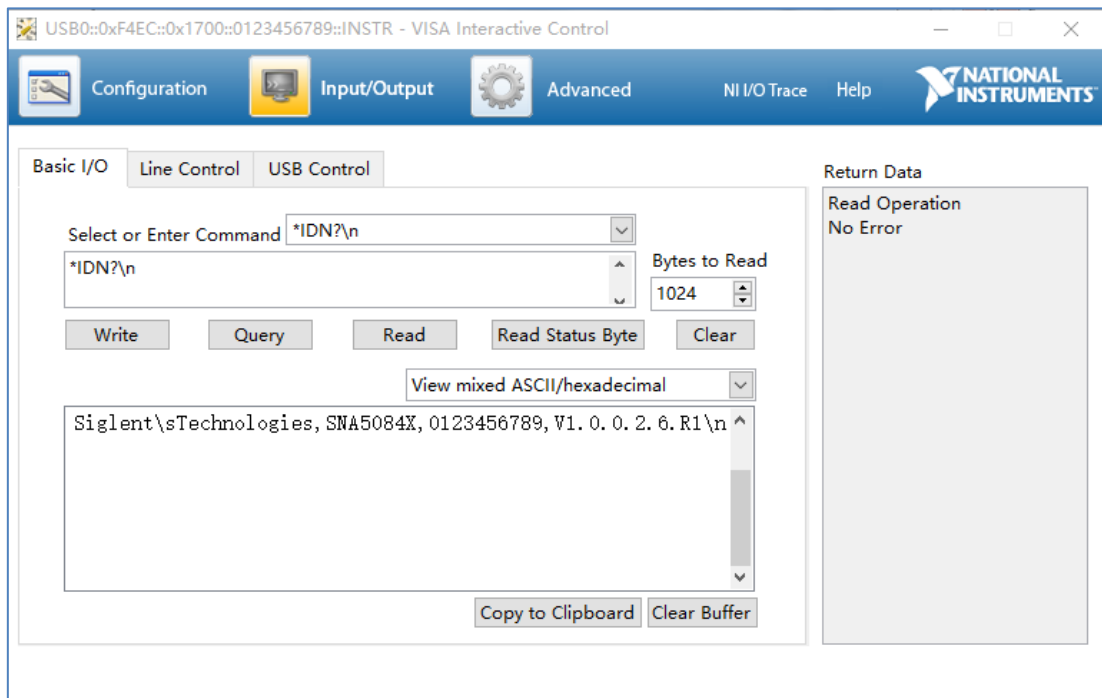 USB0::0xF4EC::0x1700::0123456789::INSTR - VISA Interactive Control
Configuration Input/Output Advanced NI I/O Trace Help NATIONAL INSTRUMENTS™
Basic I/O Line Control USB Control
Return Data
Read Operation
No Error
Select or Enter Command *IDN?\n
*IDN?\n
Bytes to Read
1024
Write Query Read Read Status Byte Clear
View mixed ASCII/hexadecimal
Siglent\sTechnologies,SNA5084X,0123456789,V1.0.0.2.6.R1\n
Copy to Clipboard Clear Buffer